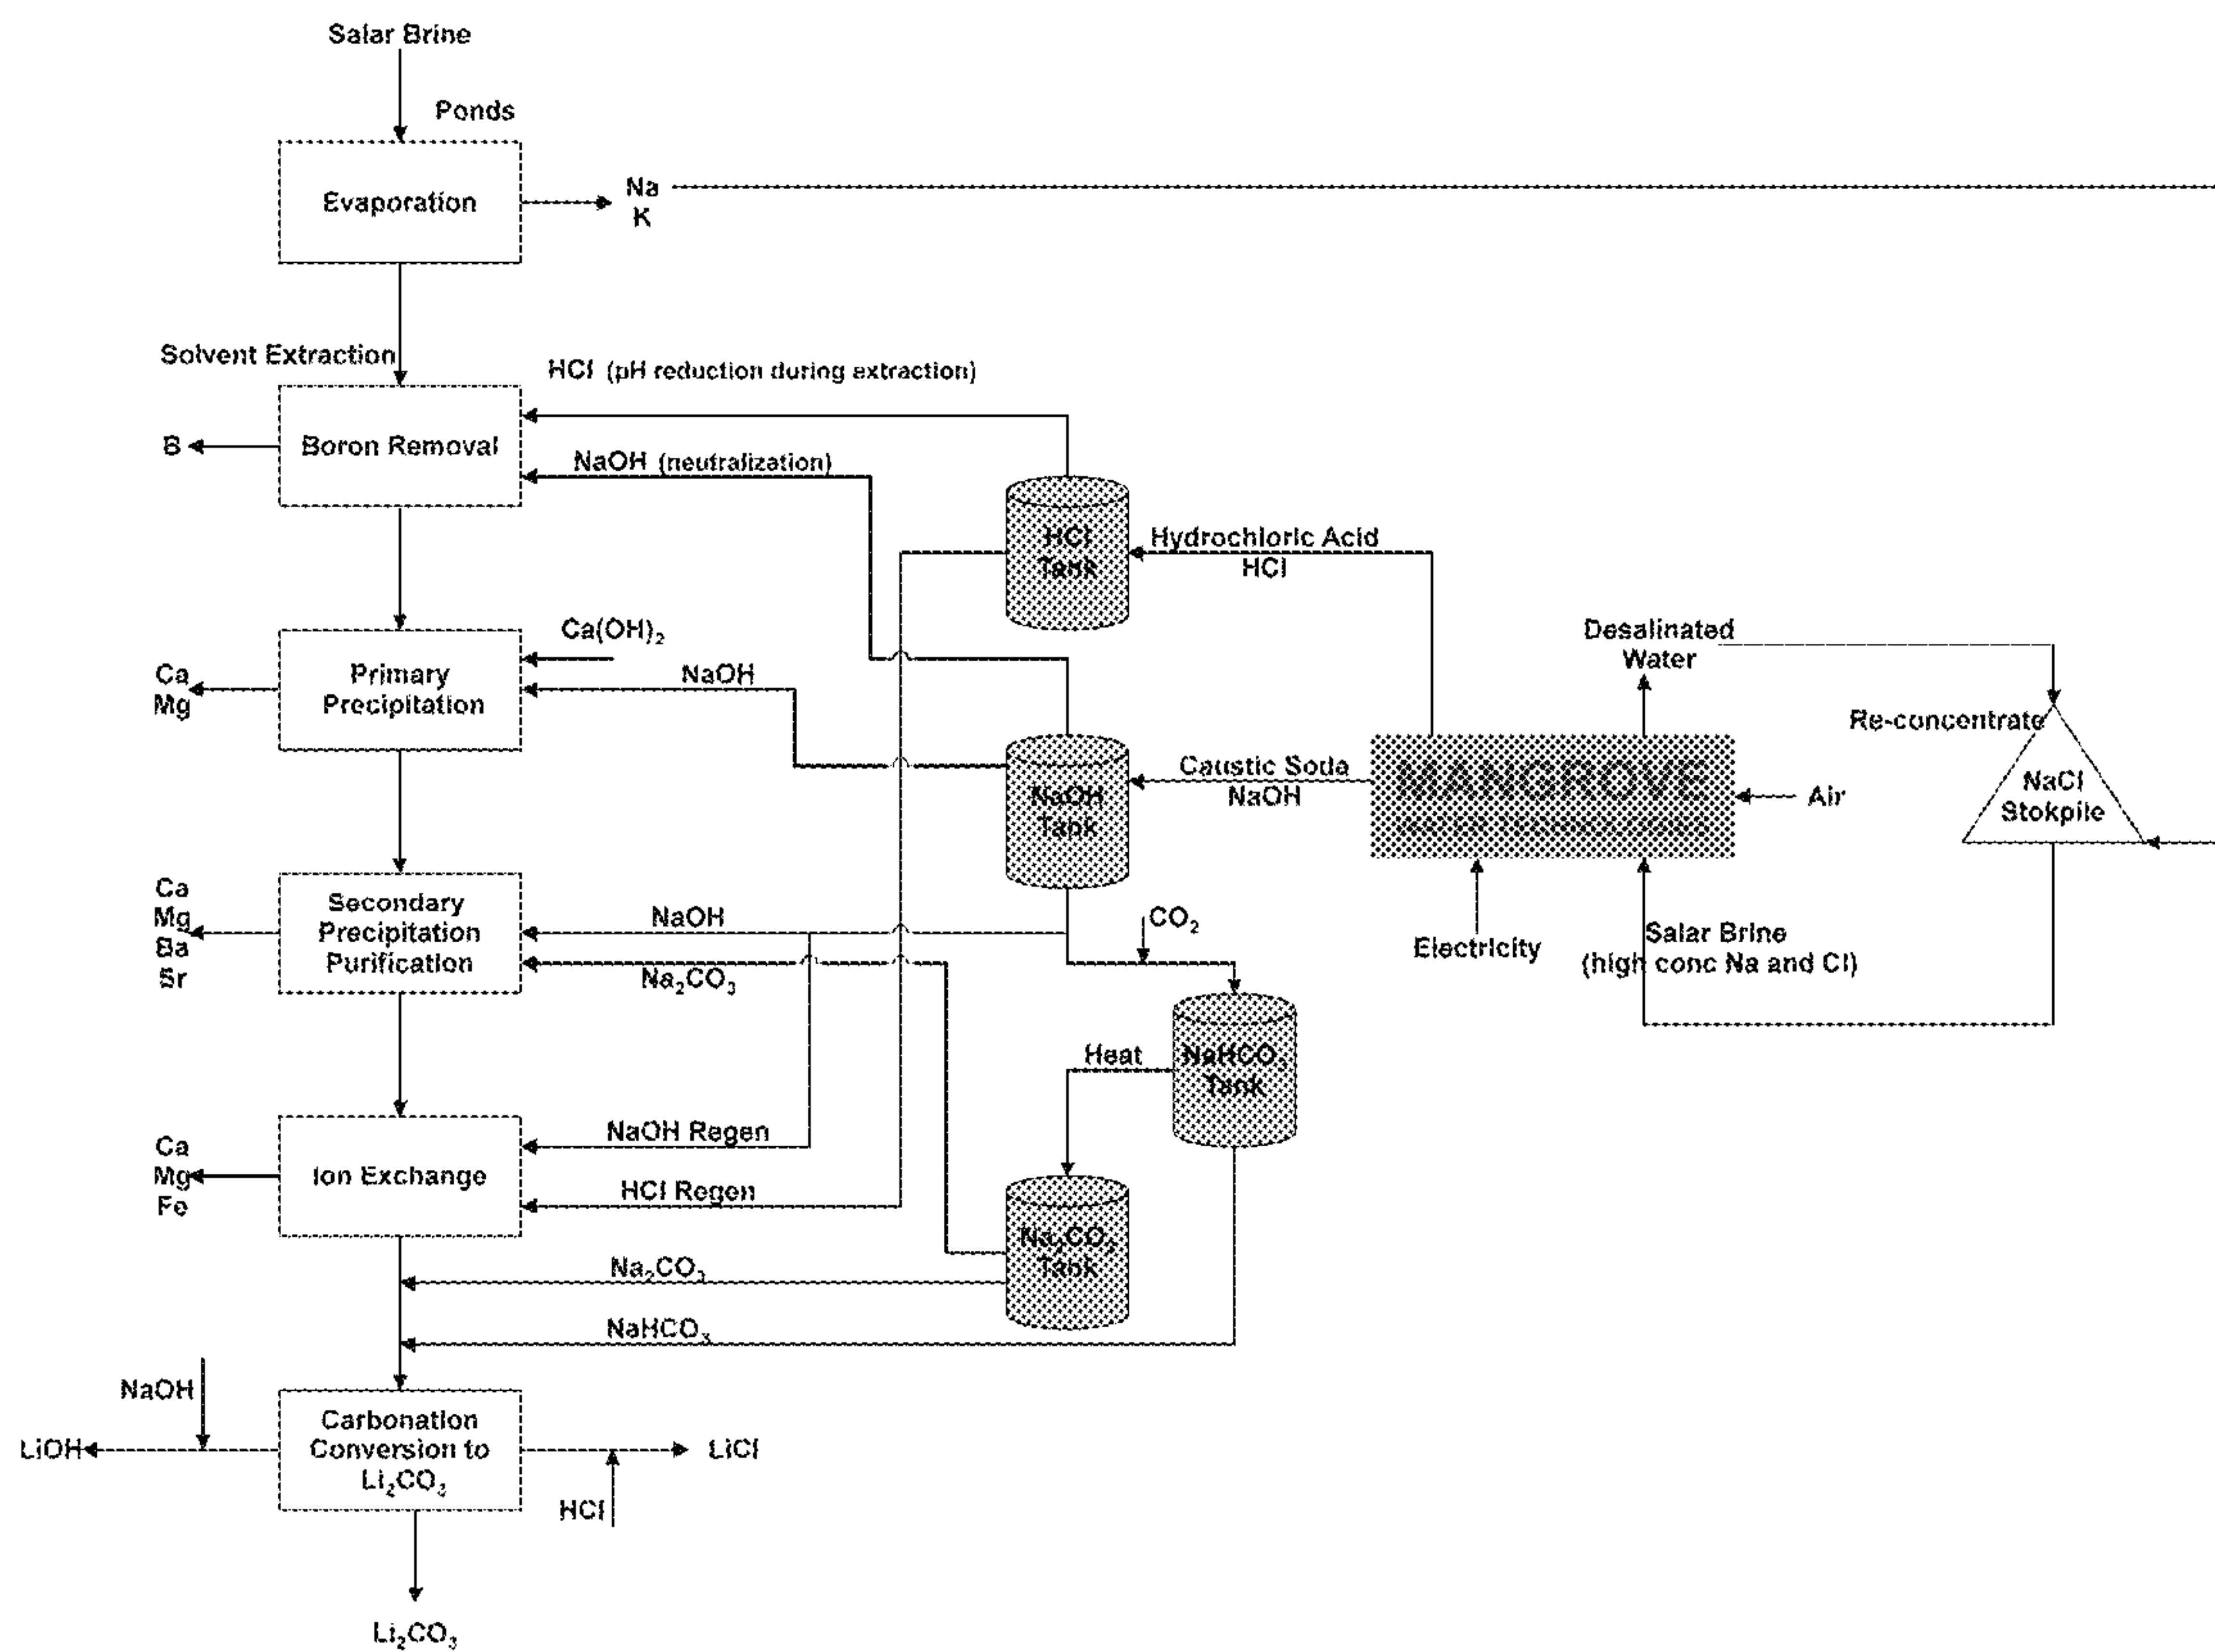 Salar Brine
Ponds
Evaporation
Na
K
Solvent Extraction
HCl (pH reduction during extraction)
B
Boron Removal
NaOH (neutralization)
HCl
Tank
Hydrochloric Acid
HCl
Ca(OH)₂
Ca
Mg
Primary
Precipitation
NaOH
Desalinated
Water
Re-concentrate
NaCl
Stokpile
NaOH
Tank
Caustic Soda
NaOH
MANGROVE
Air
Ca
Mg
Ba
Sr
Secondary
Precipitation
Purification
NaOH
Na₂CO₃
CO₂
Electricity
Salar Brine
(high conc Na and Cl)
Heat
NaHCO₃
Tank
Ca
Mg
Fe
Ion Exchange
NaOH Regen
HCl Regen
Na₂CO₃
Tank
Na₂CO₃
NaHCO₃
NaOH
LiOH
Carbonation
Conversion to
Li₂CO₃
LiCl
HCl
Li₂CO₃